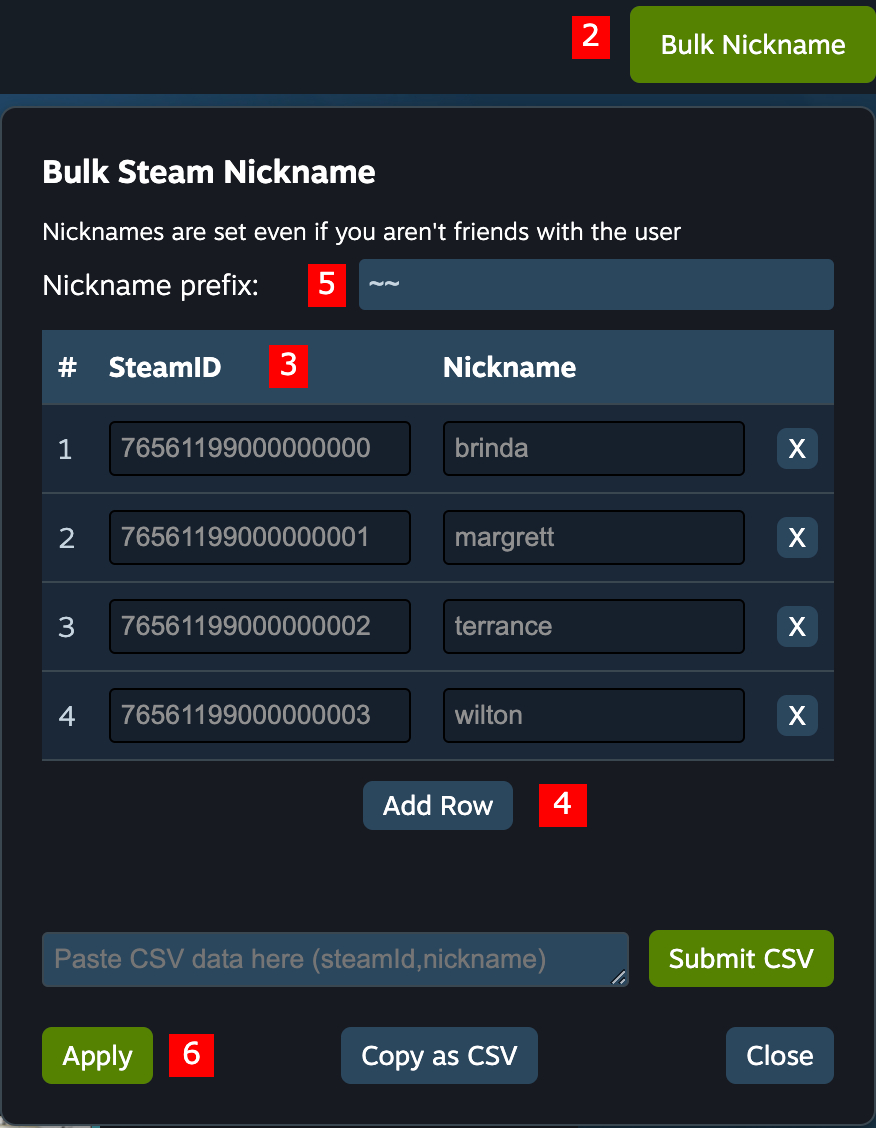 2 Bulk Nickname
Bulk Steam Nickname
Nicknames are set even if you aren't friends with the user
Nickname prefix: 5 ~~
# SteamID 3 Nickname
1 76561199000000000 brinda X
2 76561199000000001 margrett X
3 76561199000000002 terrance X
4 76561199000000003 wilton X
Add Row 4
Paste CSV data here (steamId,nickname) Submit CSV
Apply 6 Copy as CSV Close